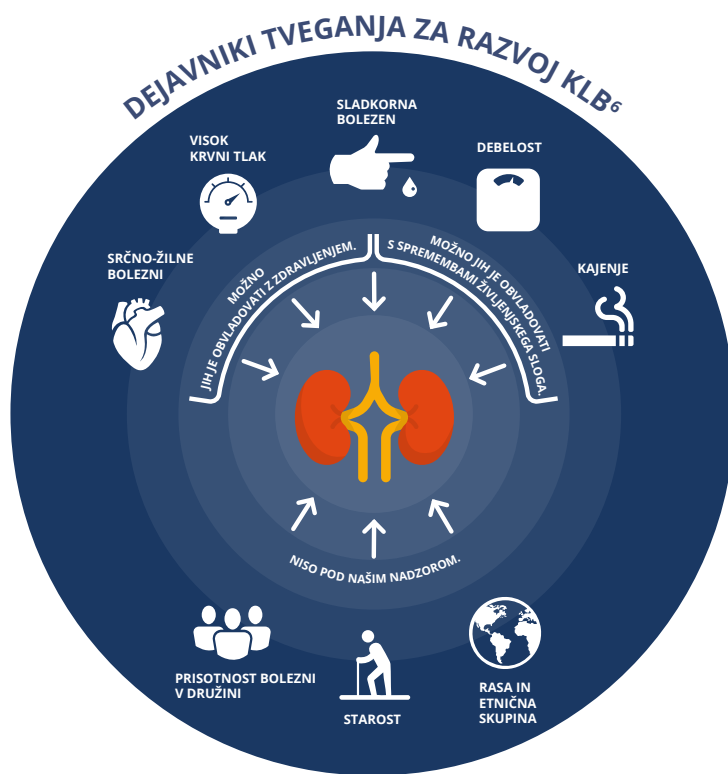 DEJAVNIKI TVEGANJA ZA RAZVOJ KLB⁶
SLADKORNA
BOLEZEN
VISOK
KRVNI TLAK
DEBELOST
SRČNO-ŽILNE
BOLEZNI
KAJENJE
MOŽNO
JIH JE OBVLADOVATI Z ZDRAVLJENJEM.
MOŽNO JIH JE OBVLADOVATI
S SPREMEMBAMI ŽIVLJENJSKEGA SLOGA.
NISO POD NAŠIM NADZOROM.
PRISOTNOST BOLEZNI
V DRUŽINI
STAROST
RASA IN
ETNIČNA
SKUPINA